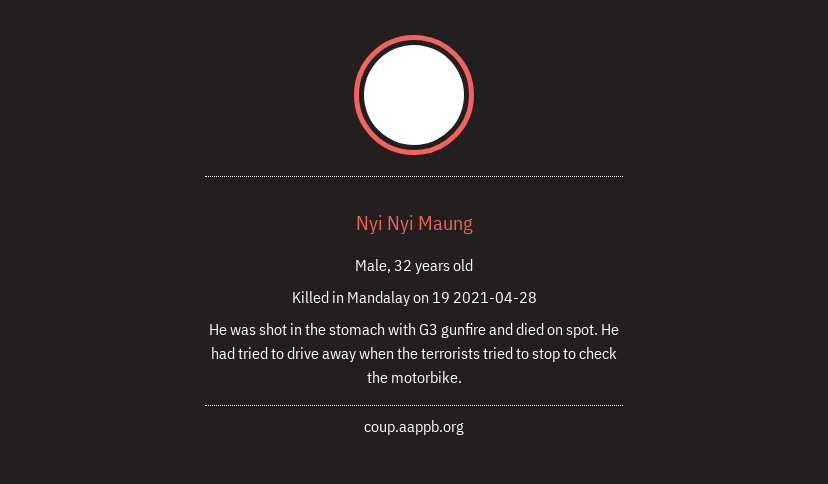 Nyi Nyi Maung
Male, 32 years old
Killed in Mandalay on 19 2021-04-28
He was shot in the stomach with G3 gunfire and died on spot. He
had tried to drive away when the terrorists tried to stop to check
the motorbike.
coup.aappb.org